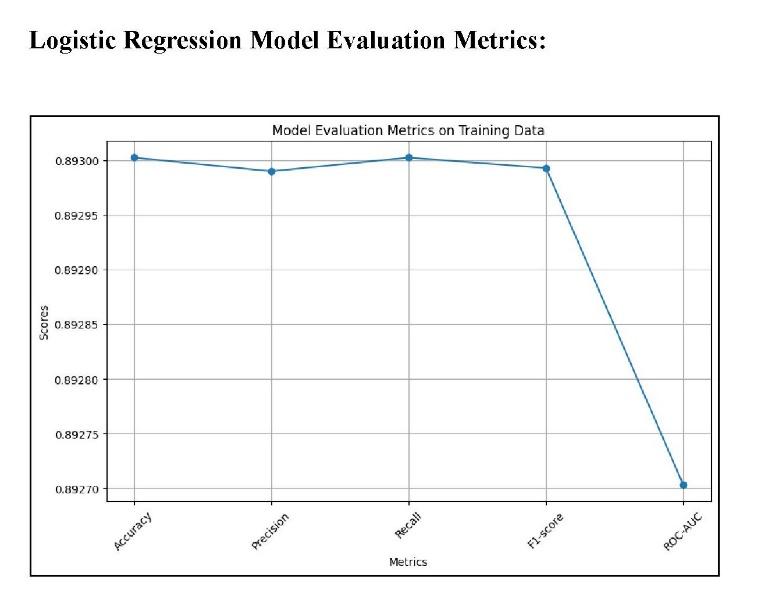 Logistic Regression Model Evaluation Metrics:
Model Evaluation Metrics on Training Data
0.89300
0.89295
0.89290
0.89285
0.89280
0.89275
0.89270
Scores
Accuracy
Precision
Recall
F1-score
ROC-AUC
Metrics